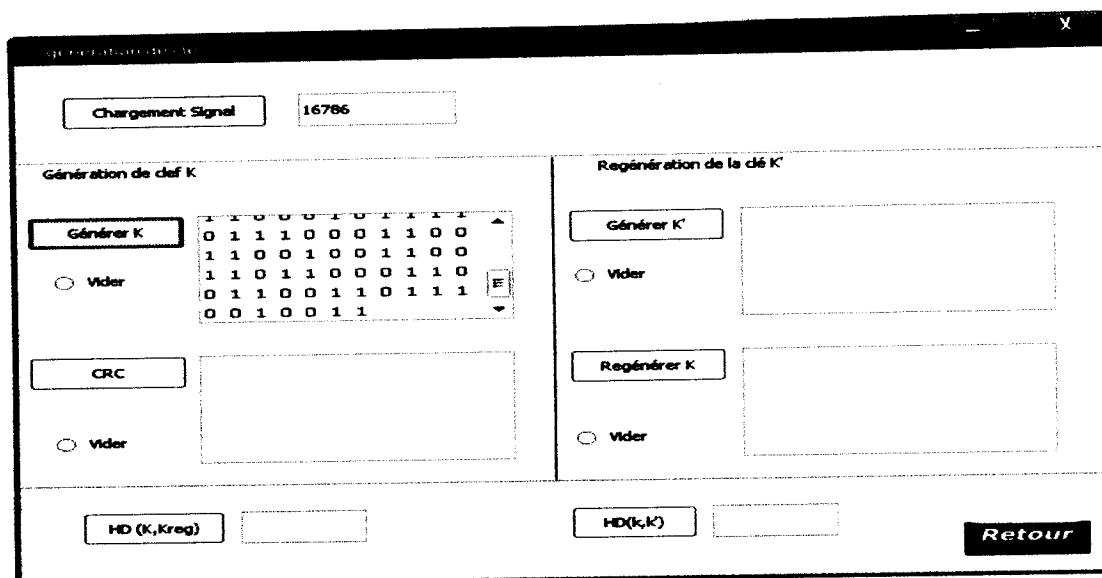 X
Chargement Signal 16786
Génération de clef K
Regénération de la clé K'
Générer K
0 1 1 1 0 0 0 1 1 0 0
1 1 0 0 1 0 0 1 1 0 0
1 1 0 1 1 0 0 0 1 1 0
0 1 1 0 0 1 1 0 1 1 1
0 0 1 0 0 1 1
Vider
Générer K'
Vider
CRC
Vider
Regénérer K
Vider
HD (K,Kreg)
HD(k,k')
Retour